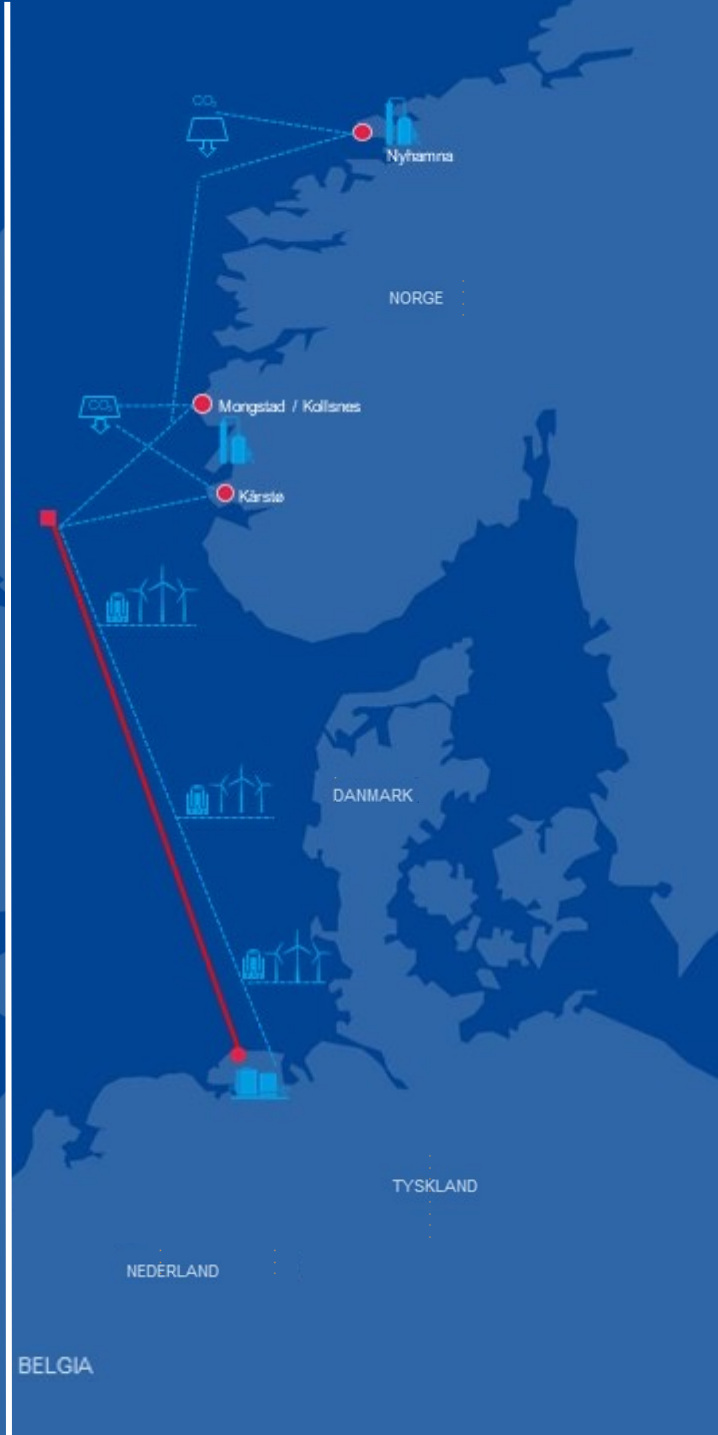 CO₂
Nyhamna
NORGE
CO₂
Mongstad / Kollsnes
Kårstø
DANMARK
TYSKLAND
NEDERLAND
BELGIA